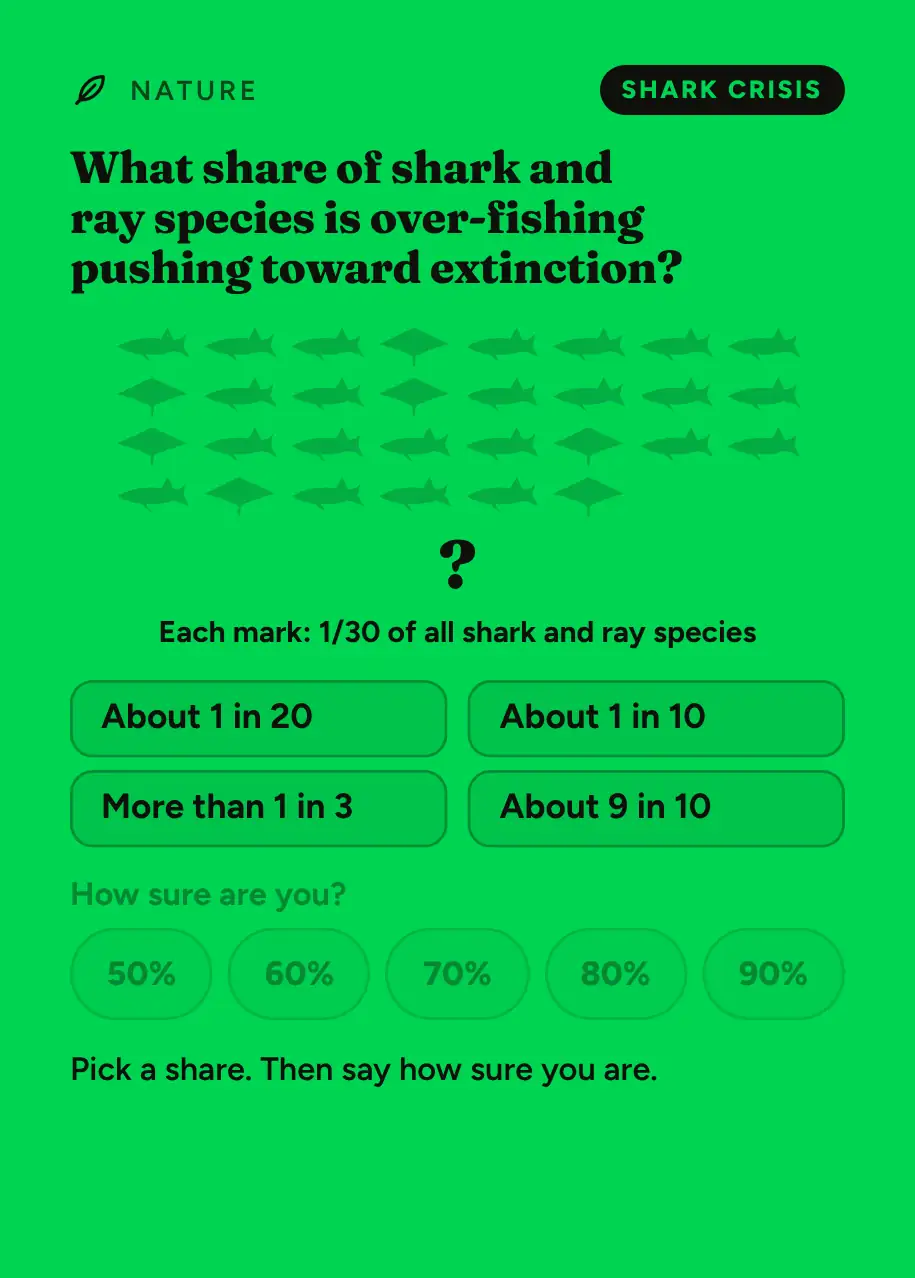 NATURE
SHARK CRISIS
What share of shark and
ray species is over-fishing
pushing toward extinction?
?
Each mark: 1/30 of all shark and ray species
About 1 in 20
About 1 in 10
More than 1 in 3
About 9 in 10
How sure are you?
50%
60%
70%
80%
90%
Pick a share. Then say how sure you are.